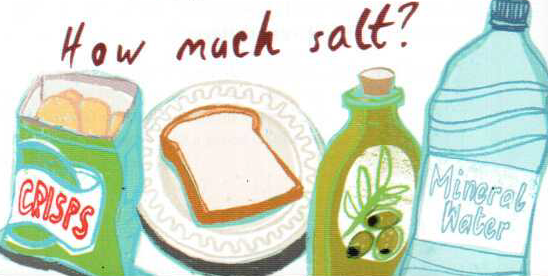 How much salt?
CRISPS
Mineral
Water